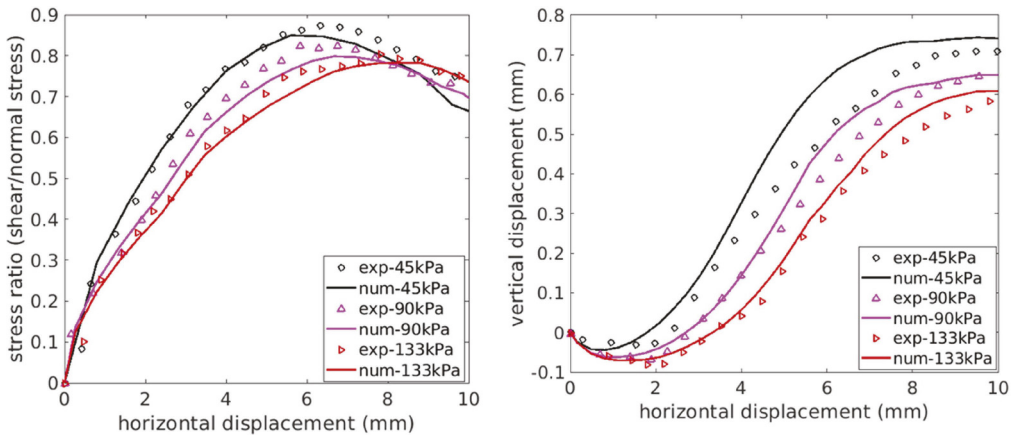 0.9
0.8
0.7
0.6
0.5
0.4
0.3
0.2
0.1
0
stress ratio (shear/normal stress)
exp-45kPa
num-45kPa
exp-90kPa
num-90kPa
exp-133kPa
num-133kPa
0 2 4 6 8 10
horizontal displacement (mm)
0.8
0.7
0.6
0.5
0.4
0.3
0.2
0.1
0
-0.1
vertical displacement (mm)
exp-45kPa
num-45kPa
exp-90kPa
num-90kPa
exp-133kPa
num-133kPa
0 2 4 6 8 10
horizontal displacement (mm)